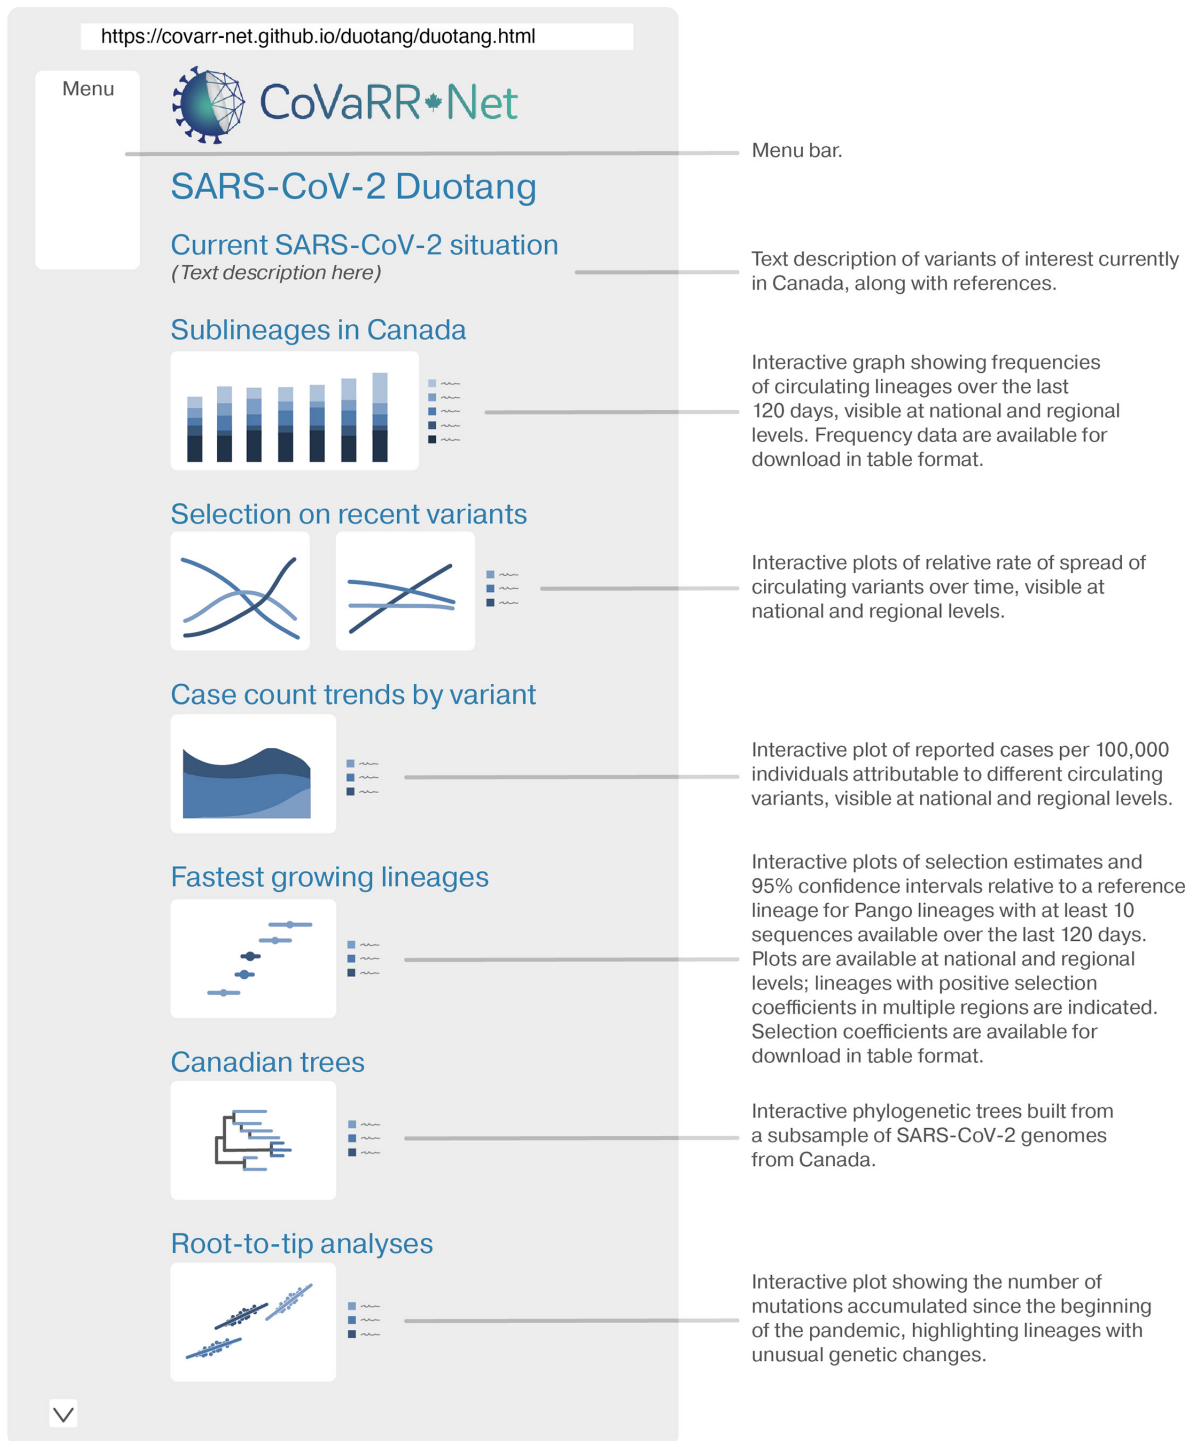 https://covarr-net.github.io/duotang/duotang.html
Menu
CoVaRR Net
Menu bar.
SARS-CoV-2 Duotang
Current SARS-CoV-2 situation
(Text description here)
Text description of variants of interest currently
in Canada, along with references.
Sublineages in Canada
Interactive graph showing frequencies
of circulating lineages over the last
120 days, visible at national and regional
levels. Frequency data are available for
download in table format.
Selection on recent variants
Interactive plots of relative rate of spread of
circulating variants over time, visible at
national and regional levels.
Case count trends by variant
Interactive plot of reported cases per 100,000
individuals attributable to different circulating
variants, visible at national and regional levels.
Fastest growing lineages
Interactive plots of selection estimates and
95% confidence intervals relative to a reference
lineage for Pango lineages with at least 10
sequences available over the last 120 days.
Plots are available at national and regional
levels; lineages with positive selection
coefficients in multiple regions are indicated.
Selection coefficients are available for
download in table format.
Canadian trees
Interactive phylogenetic trees built from
a subsample of SARS-CoV-2 genomes
from Canada.
Root-to-tip analyses
Interactive plot showing the number of
mutations accumulated since the beginning
of the pandemic, highlighting lineages with
unusual genetic changes.